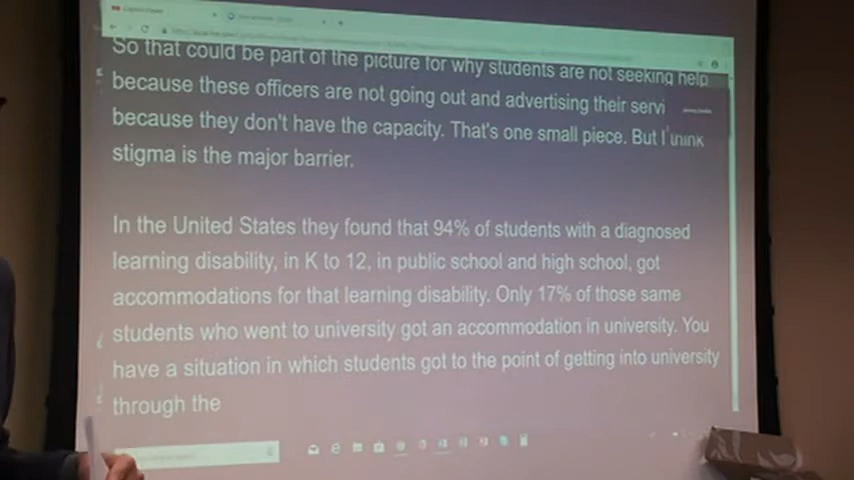 So that could be part of the picture for why students are not seeking help
because these officers are not going out and advertising their servi
because they don't have the capacity. That's one small piece. But I think
stigma is the major barrier.
In the United States they found that 94% of students with a diagnosed
learning disability, in K to 12, in public school and high school, got
accommodations for that learning disability. Only 17% of those same
students who went to university got an accommodation in university. You
have a situation in which students got to the point of getting into university
through the